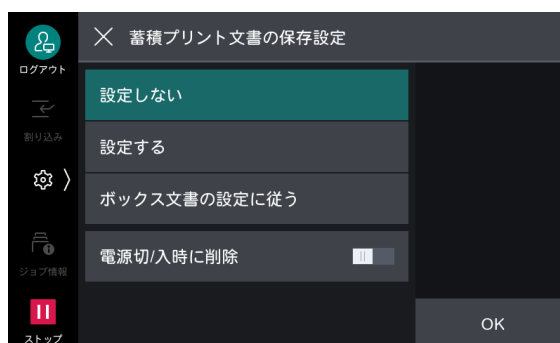 蓄積プリント文書の保存設定
ログアウト
割り込み
ジョブ情報
ストップ
設定しない
設定する
ボックス文書の設定に従う
電源切/入時に削除
OK